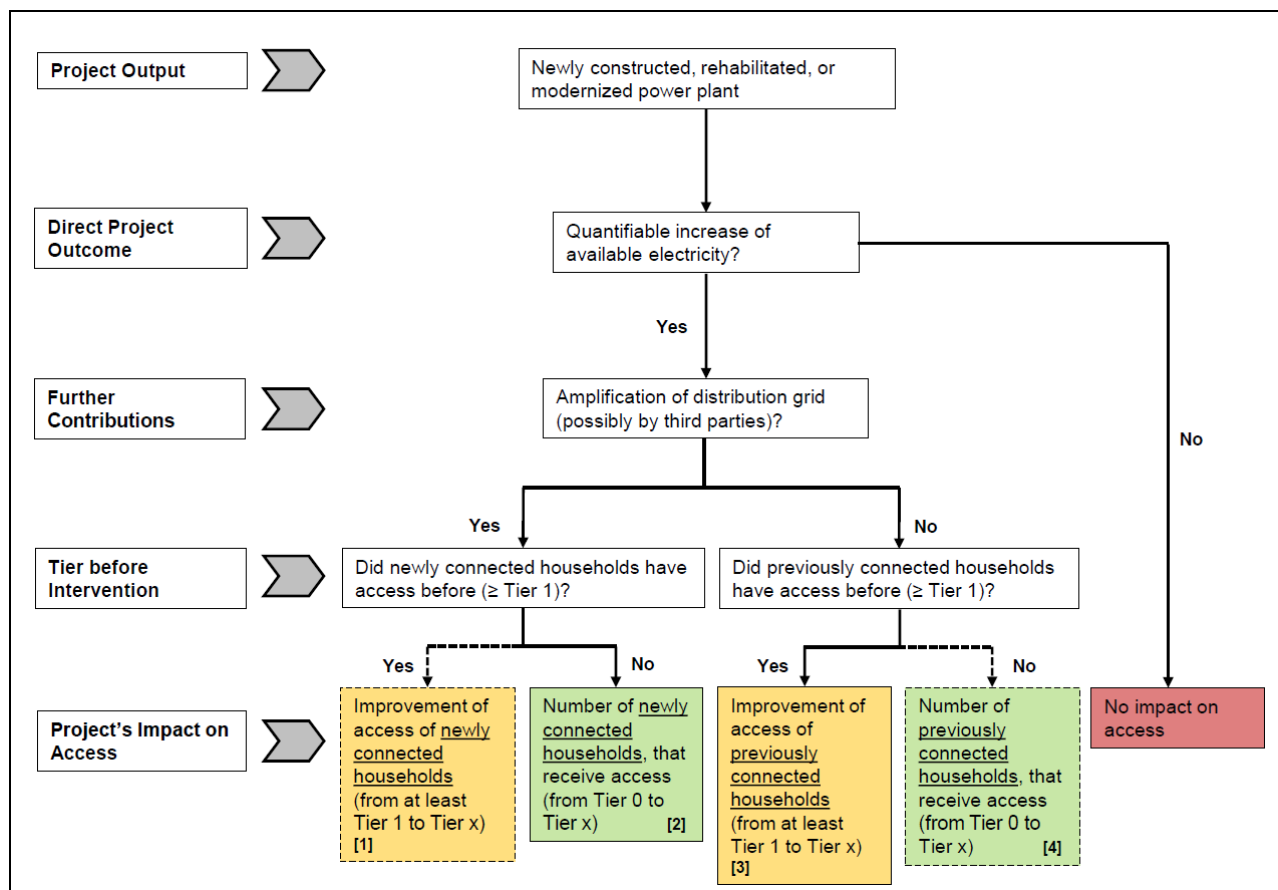 Project Output
Newly constructed, rehabilitated, or
modernized power plant
Direct Project
Outcome
Quantifiable increase of
available electricity?
Yes
No
Further
Contributions
Amplification of distribution grid
(possibly by third parties)?
Yes
No
Tier before
Intervention
Did newly connected households have
access before (≥ Tier 1)?
Did previously connected households
have access before (≥ Tier 1)?
Yes
No
Yes
No
Project's Impact on
Access
Improvement of
access of newly
connected
households
(from at least
Tier 1 to Tier x)
[1]
Number of newly
connected
households, that
receive access
(from Tier 0 to
Tier x) [2]
Improvement of
access of
previously
connected
households
(from at least
Tier 1 to Tier x)
[3]
Number of
previously
connected
households, that
receive access
(from Tier 0 to
Tier x) [4]
No impact on
access